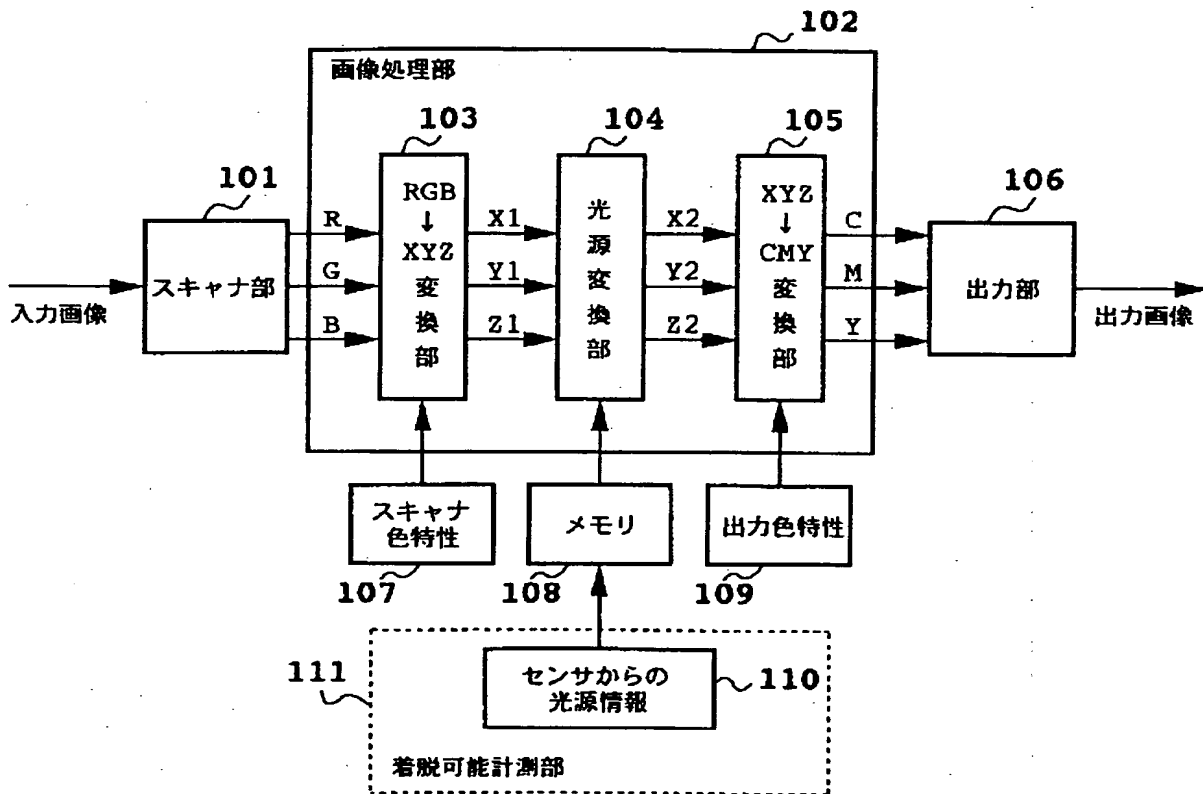 102
画像処理部
103
104
105
101
106
RGB
↓
XYZ
変
換
部
光
源
変
換
部
XYZ
↓
CMY
変
換
部
R
G
B
X1
Y1
Z1
X2
Y2
Z2
C
M
Y
スキャナ部
入力画像
出力部
出力画像
スキャナ
色特性
メモリ
出力色特性
107
108
109
111
センサからの
光源情報
110
着脱可能計測部